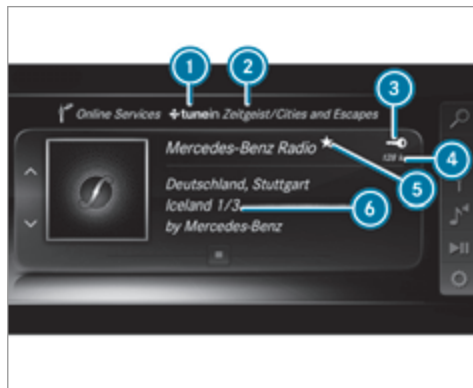 1 2
3
Online Services tunein Zeitgeist/Cities and Escapes
4
Mercedes-Benz Radio
128 k
5
Deutschland, Stuttgart
Iceland 1/3
6
by Mercedes-Benz